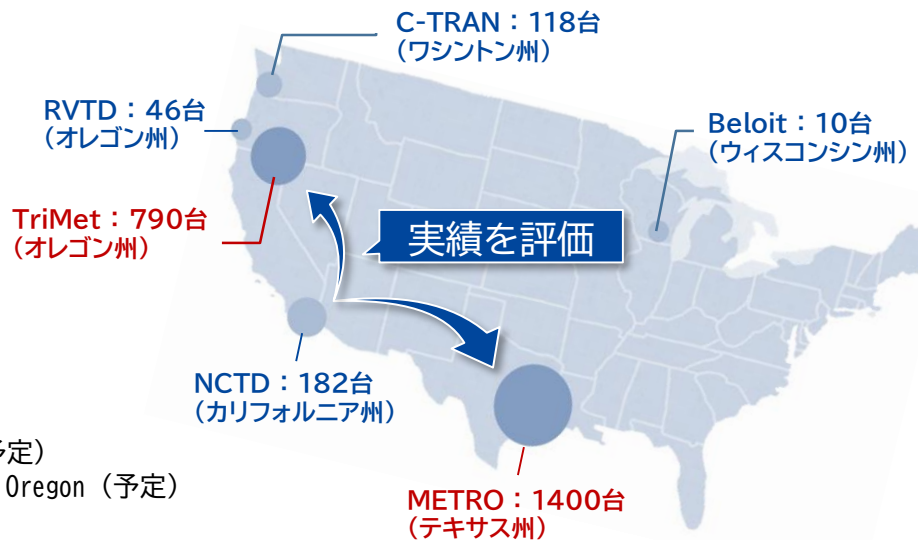 C-TRAN：118台
（ワシントン州）
RVTD：46台
（オレゴン州）
Beloit：10台
（ウィスコンシン州）
TriMet：790台
（オレゴン州）
実績を評価
NCTD：182台
（カリフォルニア州）
予定）
Oregon（予定）
METRO：1400台
（テキサス州）